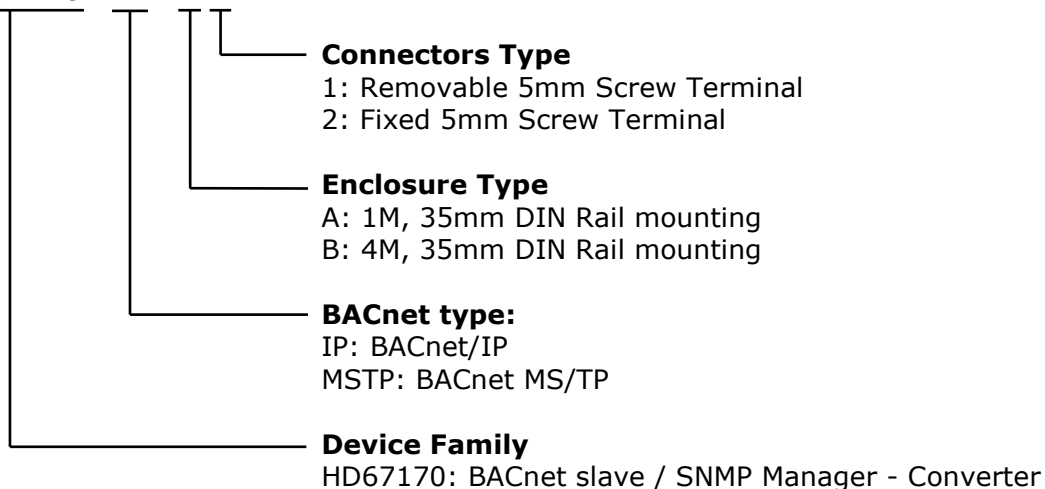 Connectors Type
1: Removable 5mm Screw Terminal
2: Fixed 5mm Screw Terminal
Enclosure Type
A: 1M, 35mm DIN Rail mounting
B: 4M, 35mm DIN Rail mounting
BACnet type:
IP: BACnet/IP
MSTP: BACnet MS/TP
Device Family
HD67170: BACnet slave / SNMP Manager - Converter